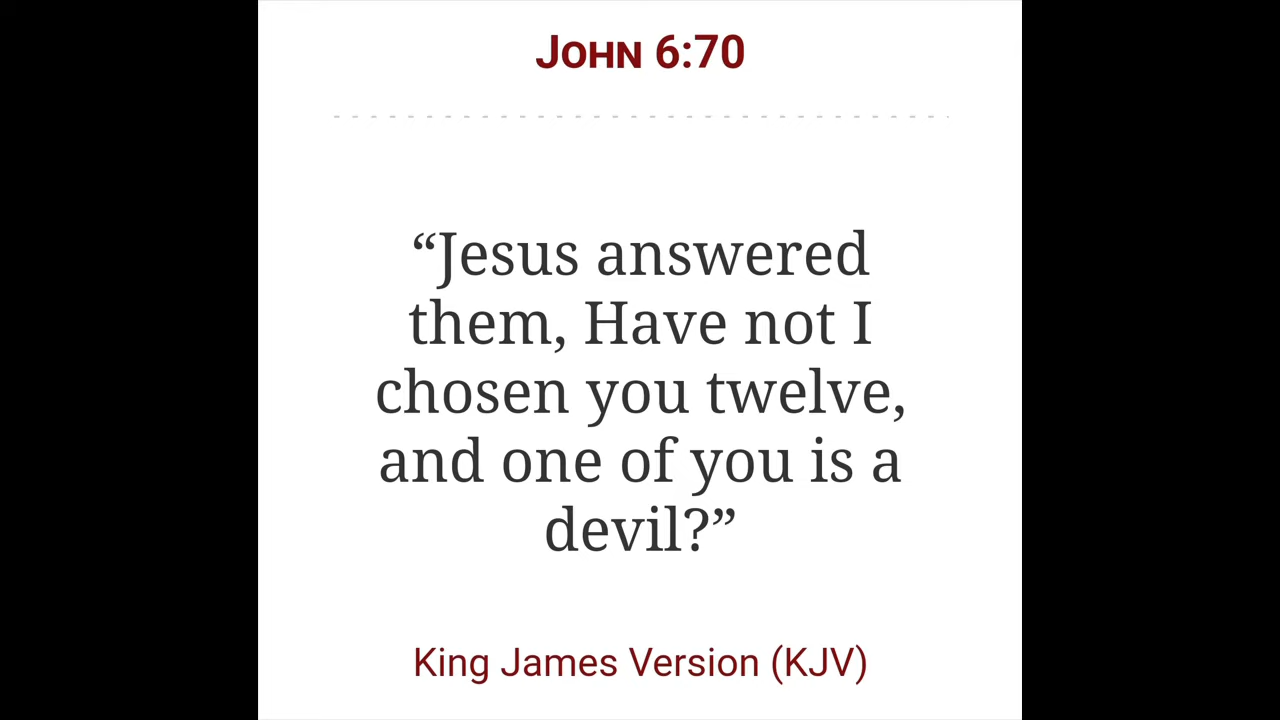 John 6:70
“Jesus answered
them, Have not I
chosen you twelve,
and one of you is a
devil?”
King James Version (KJV)